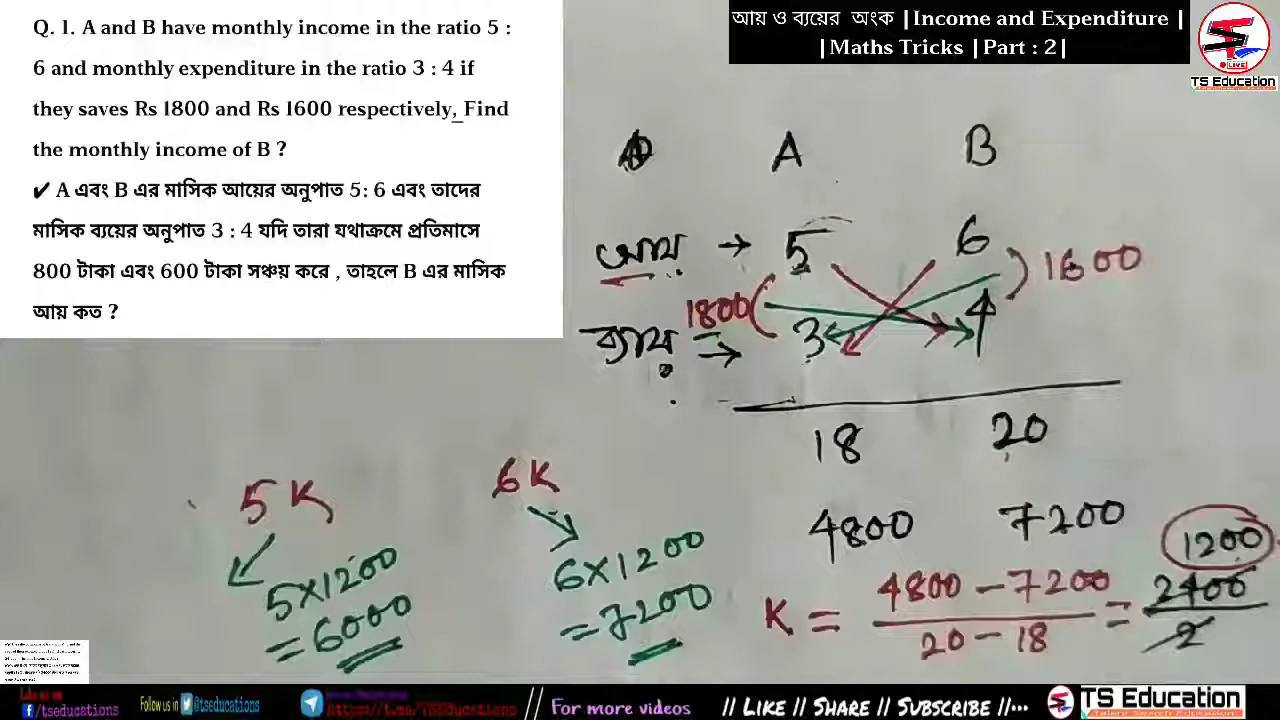 Q. 1. A and B have monthly income in the ratio 5 :
6 and monthly expenditure in the ratio 3 : 4 if
they saves Rs 1800 and Rs 1600 respectively, Find
the monthly income of B ?
✔ A এবং B এর মাসিক আয়ের অনুপাত 5: 6 এবং তাদের
মাসিক ব্যয়ের অনুপাত 3 : 4 যদি তারা যথাক্রমে প্রতিমাসে
800 টাকা এবং 600 টাকা সঞ্চয় করে , তাহলে B এর মাসিক
আয় কত ?
আয় ও ব্যয়ের অংক |Income and Expenditure |
|Maths Tricks |Part : 2|
LIVE
TS Education
A B
আয় → 5 6
1800 1600
ব্যায় → 3 4
18 20
4800 7200
K = 4800 - 7200 / 20 - 18 = 2400 / 2 1200
5K
5×1200
= 6000
6K
6×1200
= 7200
/tseducations
Follow us on @tseducations
For more videos
// LIKE // SHARE // SUBSCRIBE //...
TS Education